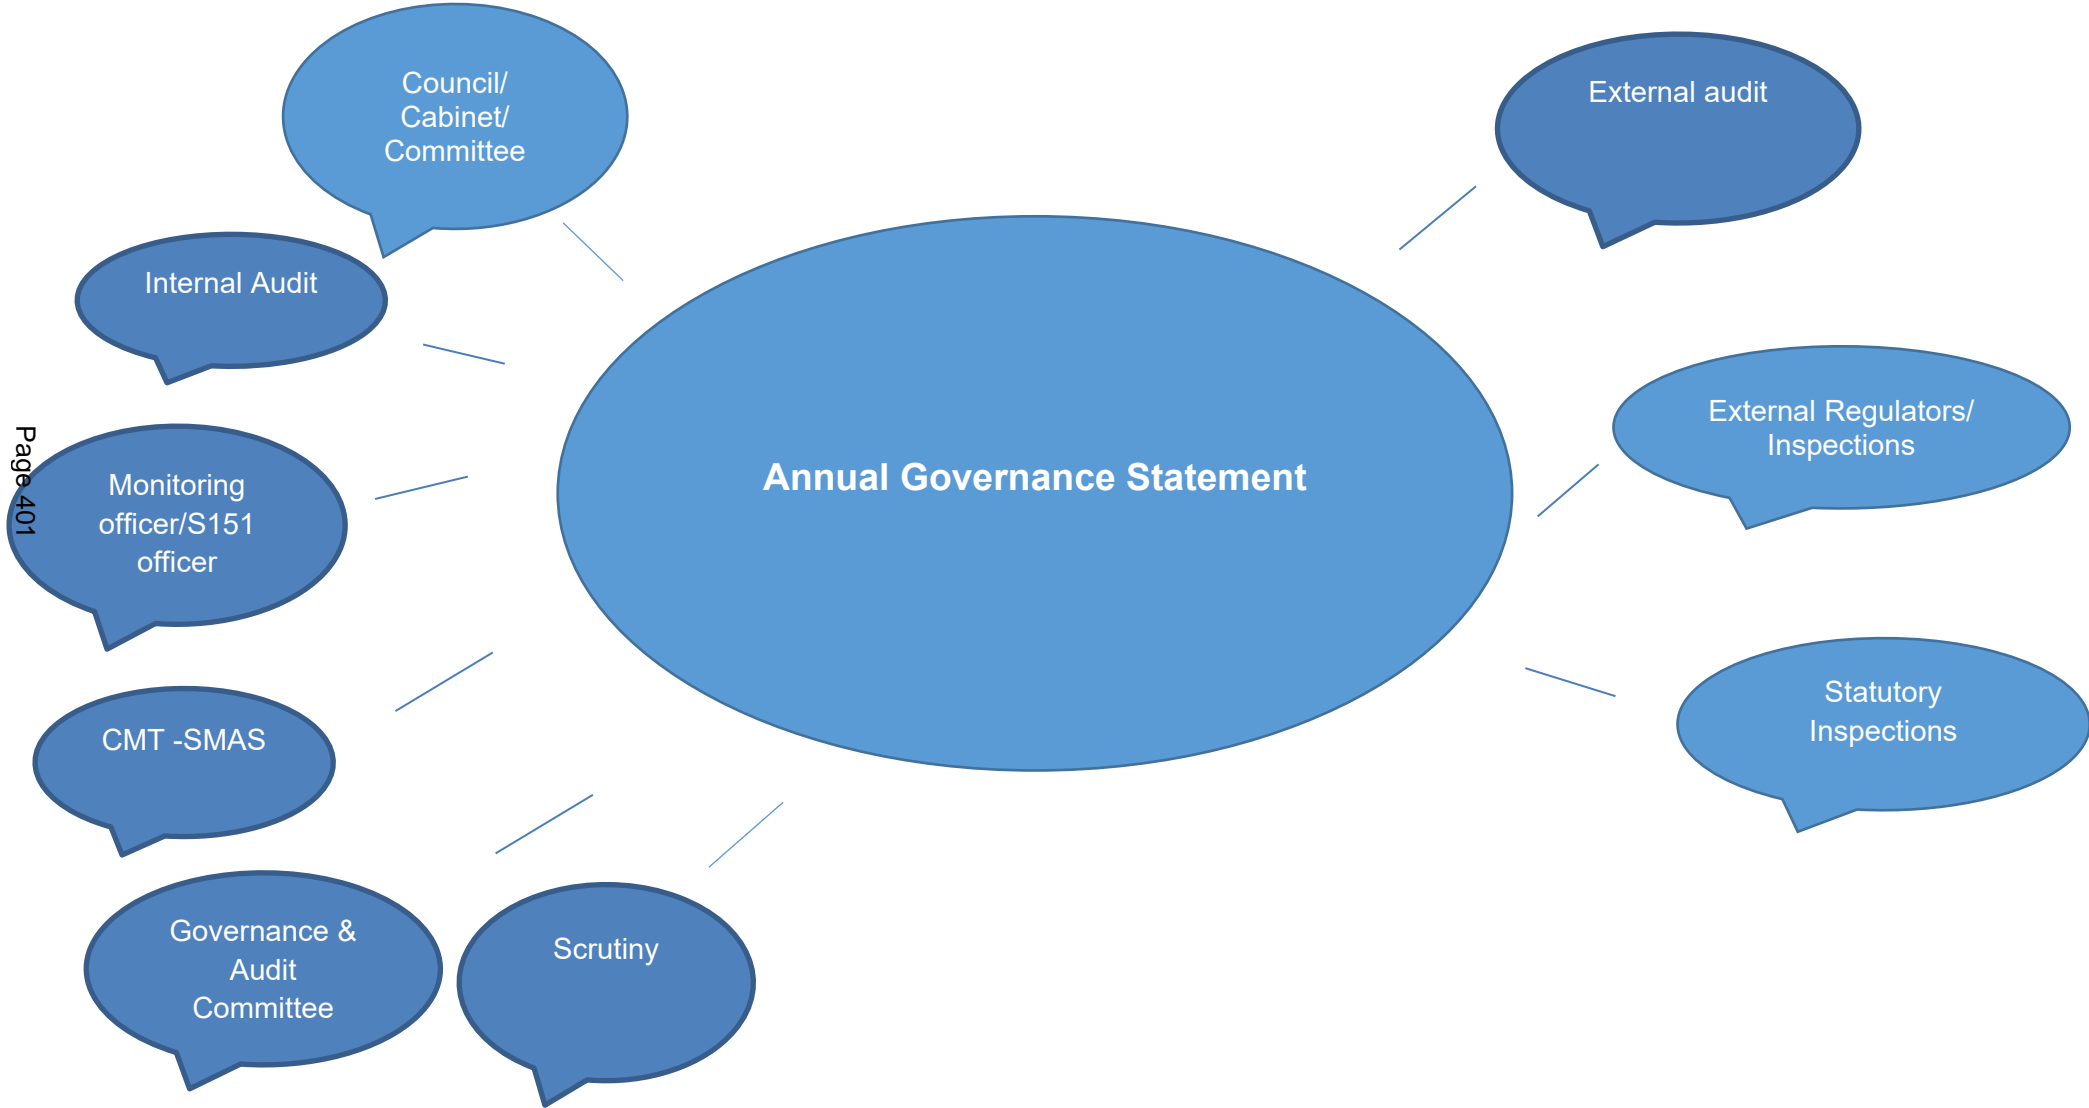 Council/
Cabinet/
Committee
External audit
Internal Audit
External Regulators/
Inspections
Page 401
Monitoring
officer/S151
officer
Annual Governance Statement
Statutory
Inspections
CMT -SMAS
Governance &
Audit
Committee
Scrutiny